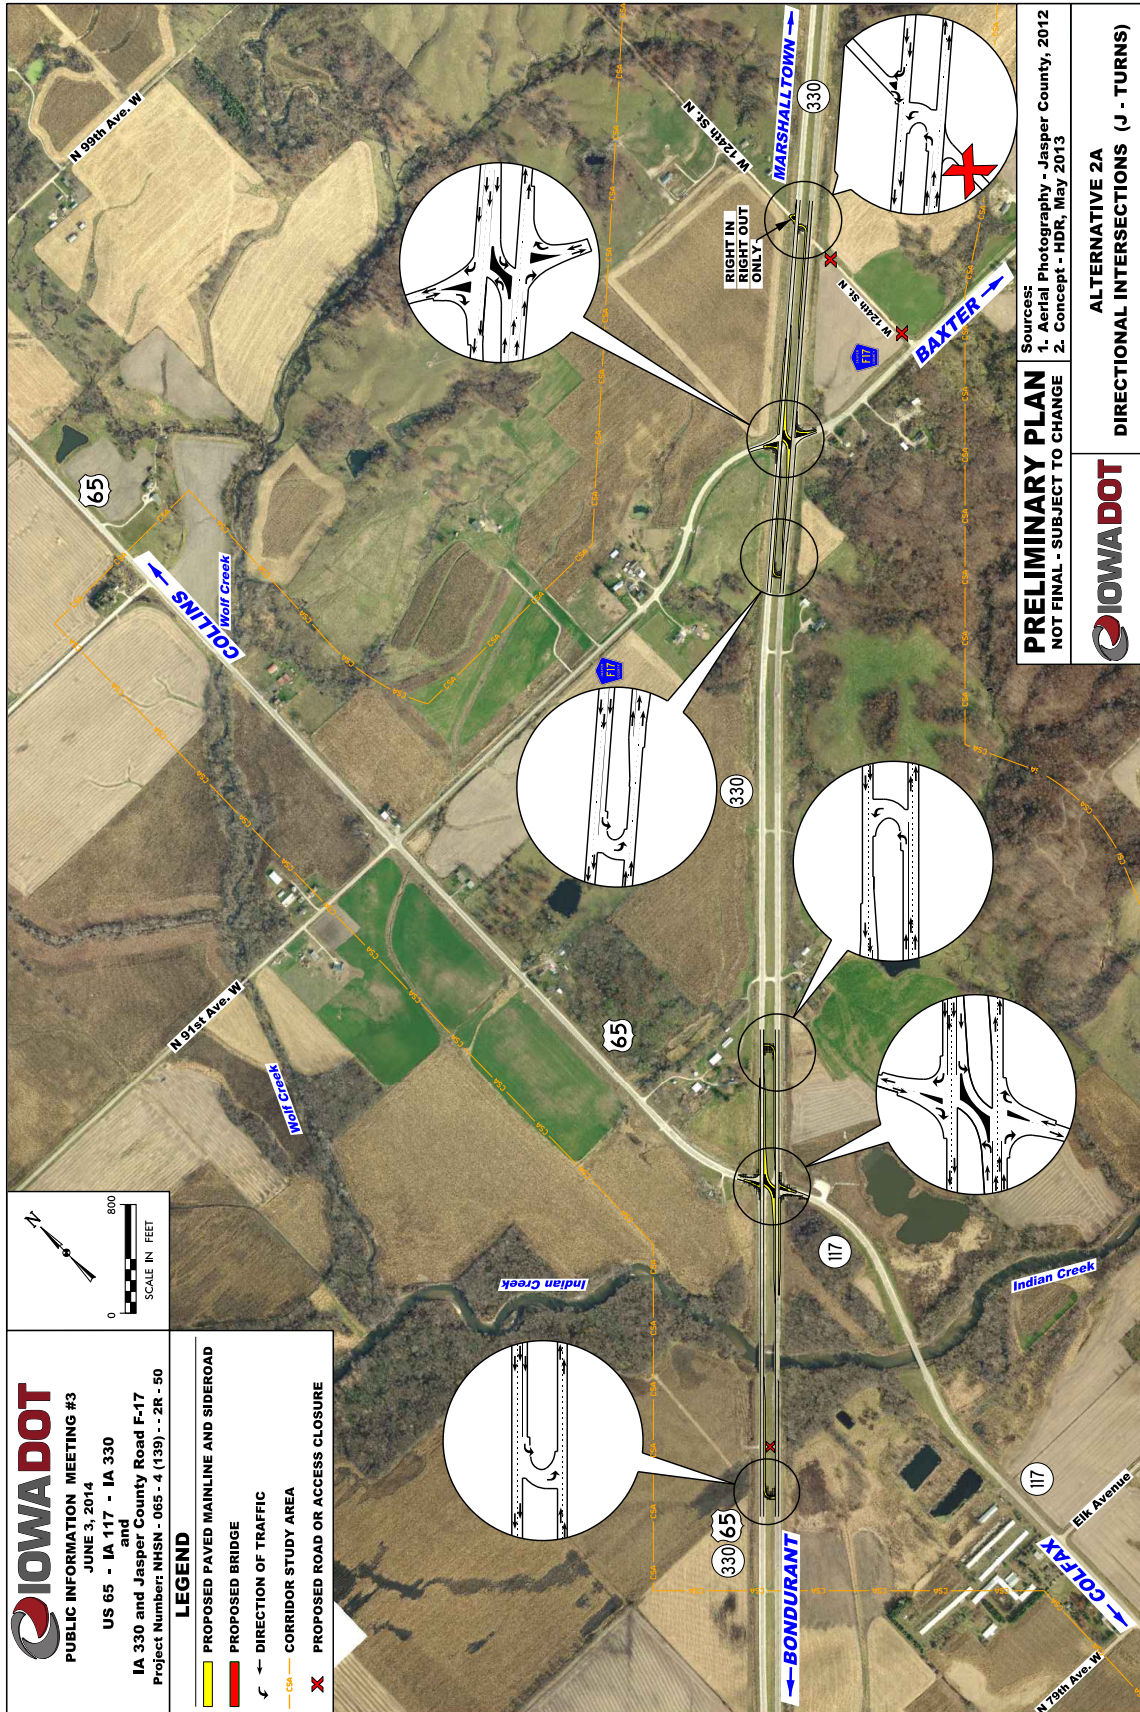 IOWADOT
PUBLIC INFORMATION MEETING #3
JUNE 3, 2014
US 65 - IA 117 - IA 330
and
IA 330 and Jasper County Road F-17
Project Number: NHSN - 065 - 4 (139) - - 2R - 50
LEGEND
PROPOSED PAVED MAINLINE AND SIDEROAD
PROPOSED BRIDGE
DIRECTION OF TRAFFIC
CSA
CORRIDOR STUDY AREA
PROPOSED ROAD OR ACCESS CLOSURE
N
0
800
SCALE IN FEET
N 99th Ave. W
65
COLLINS
Wolf Creek
N 91st Ave. W
Wolf Creek
F17
65
330
Indian Creek
MARSHALLTOWN
330
W 124th St. N
RIGHT IN
RIGHT OUT
ONLY
W 124th St. N
F17
BAXTER
117
Indian Creek
330
65
BONDURANT
117
Elk Avenue
COLFAX
N 79th Ave. W
PRELIMINARY PLAN
NOT FINAL - SUBJECT TO CHANGE
Sources:
1. Aerial Photography - Jasper County, 2012
2. Concept - HDR, May 2013
IOWADOT
ALTERNATIVE 2A
DIRECTIONAL INTERSECTIONS (J - TURNS)